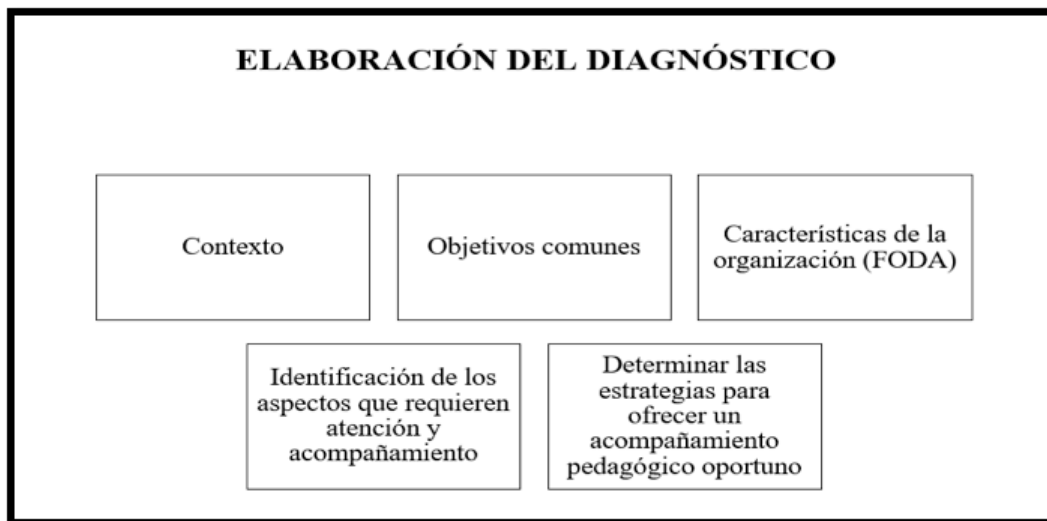 ELABORACIÓN DEL DIAGNÓSTICO
Contexto
Objetivos comunes
Características de la
organización (FODA)
Identificación de los
aspectos que requieren
atención y
acompañamiento
Determinar las
estrategias para
ofrecer un
acompañamiento
pedagógico oportuno